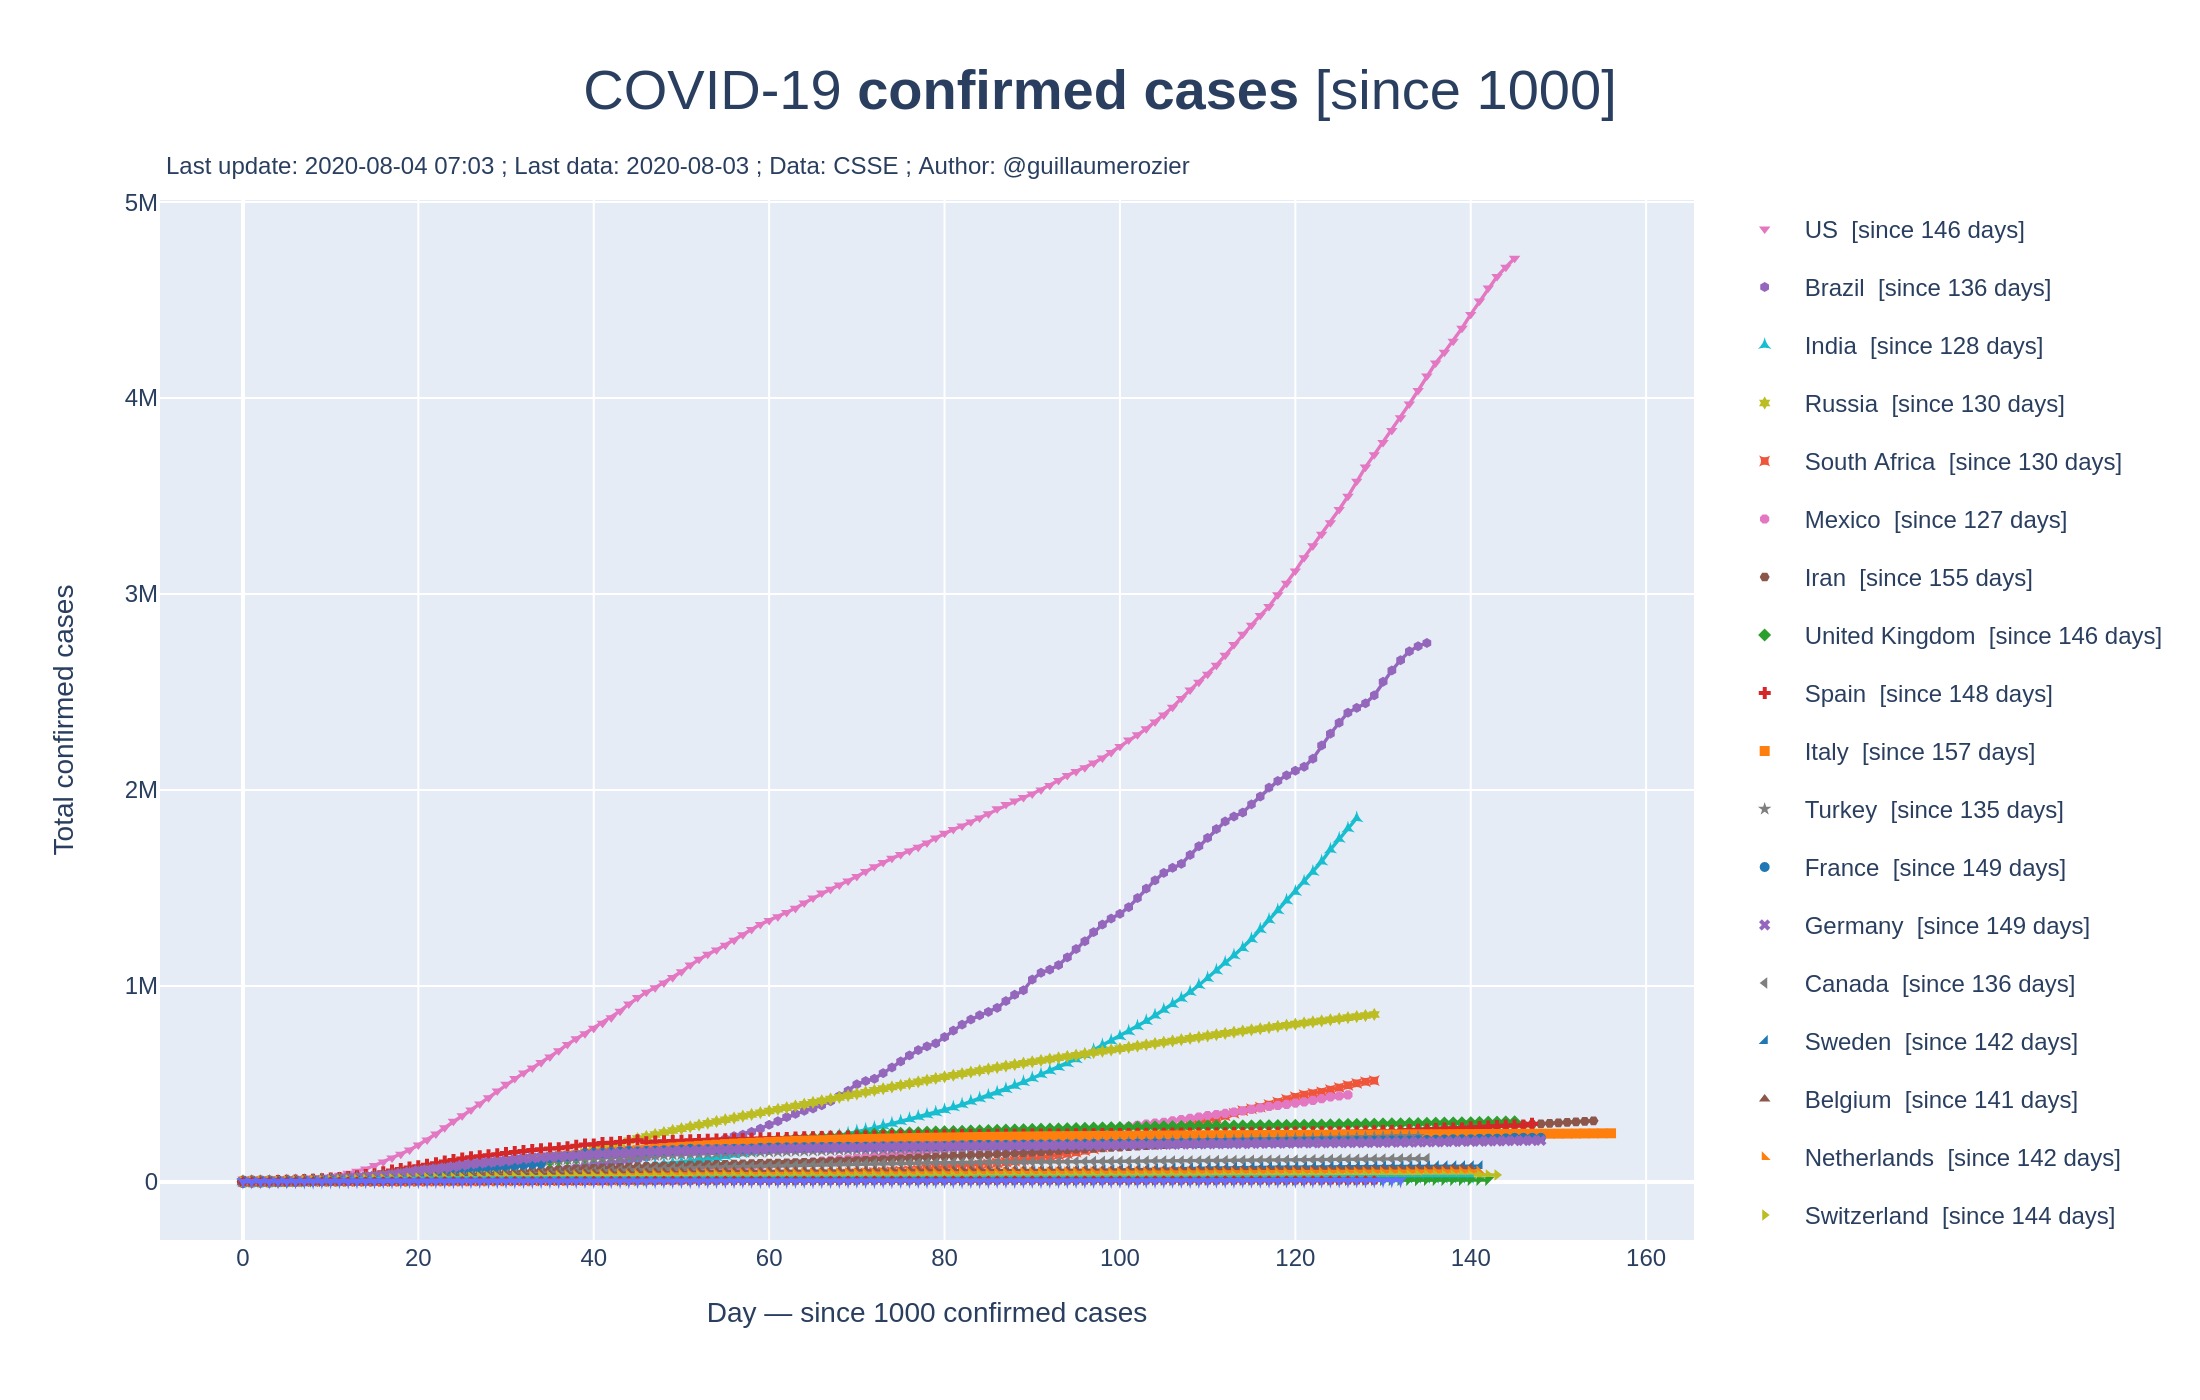 COVID-19 confirmed cases [since 1000]
Last update: 2020-08-04 07:03 ; Last data: 2020-08-03 ; Data: CSSE ; Author: @guillaumerozier
5M
4M
3M
2M
1M
0
Total confirmed cases
0 20 40 60 80 100 120 140 160
Day — since 1000 confirmed cases
US [since 146 days]
Brazil [since 136 days]
India [since 128 days]
Russia [since 130 days]
South Africa [since 130 days]
Mexico [since 127 days]
Iran [since 155 days]
United Kingdom [since 146 days]
Spain [since 148 days]
Italy [since 157 days]
Turkey [since 135 days]
France [since 149 days]
Germany [since 149 days]
Canada [since 136 days]
Sweden [since 142 days]
Belgium [since 141 days]
Netherlands [since 142 days]
Switzerland [since 144 days]